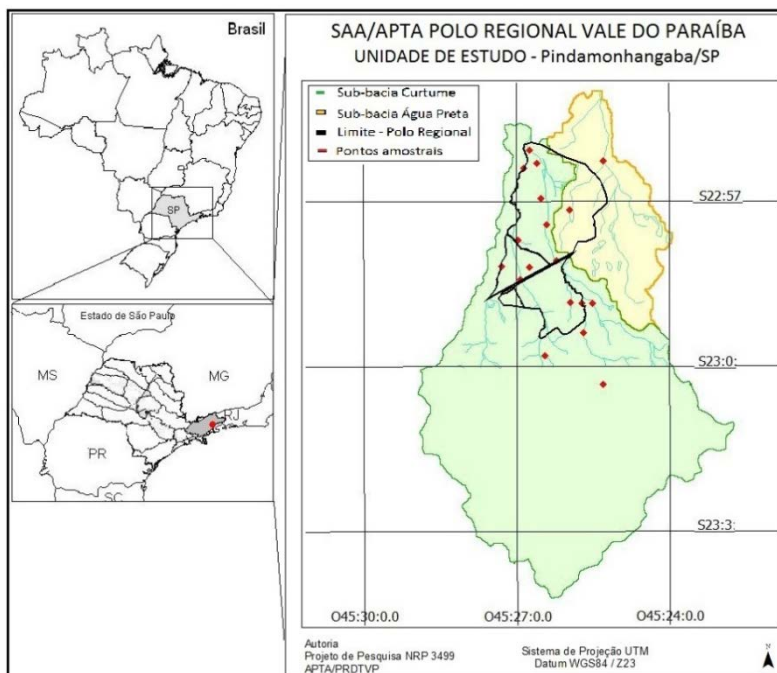 Brasil
SP
Estado de São Paulo
MS
MG
RJ
PR
SC
SAA/APTA POLO REGIONAL VALE DO PARAÍBA
UNIDADE DE ESTUDO - Pindamonhangaba/SP
Sub-bacia Curtume
Sub-bacia Água Preta
Limite - Polo Regional
Pontos amostrais
S22:57
S23:0:
S23:3:
O45:30:0.0
O45:27:0.0
O45:24:0.0
Autoria
Projeto de Pesquisa NRP 3499
APTA/PRDTVP
Sistema de Projeção UTM
Datum WGS84 / Z23